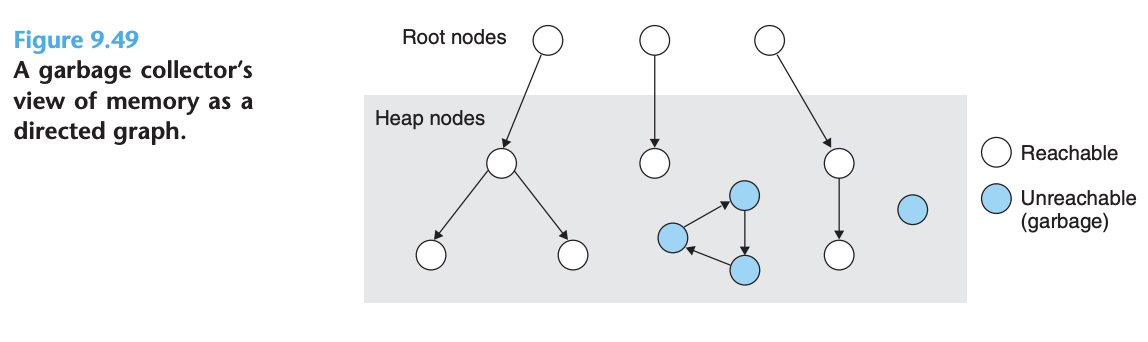 Figure 9.49
A garbage collector's
view of memory as a
directed graph.
Root nodes
Heap nodes
Reachable
Unreachable
(garbage)